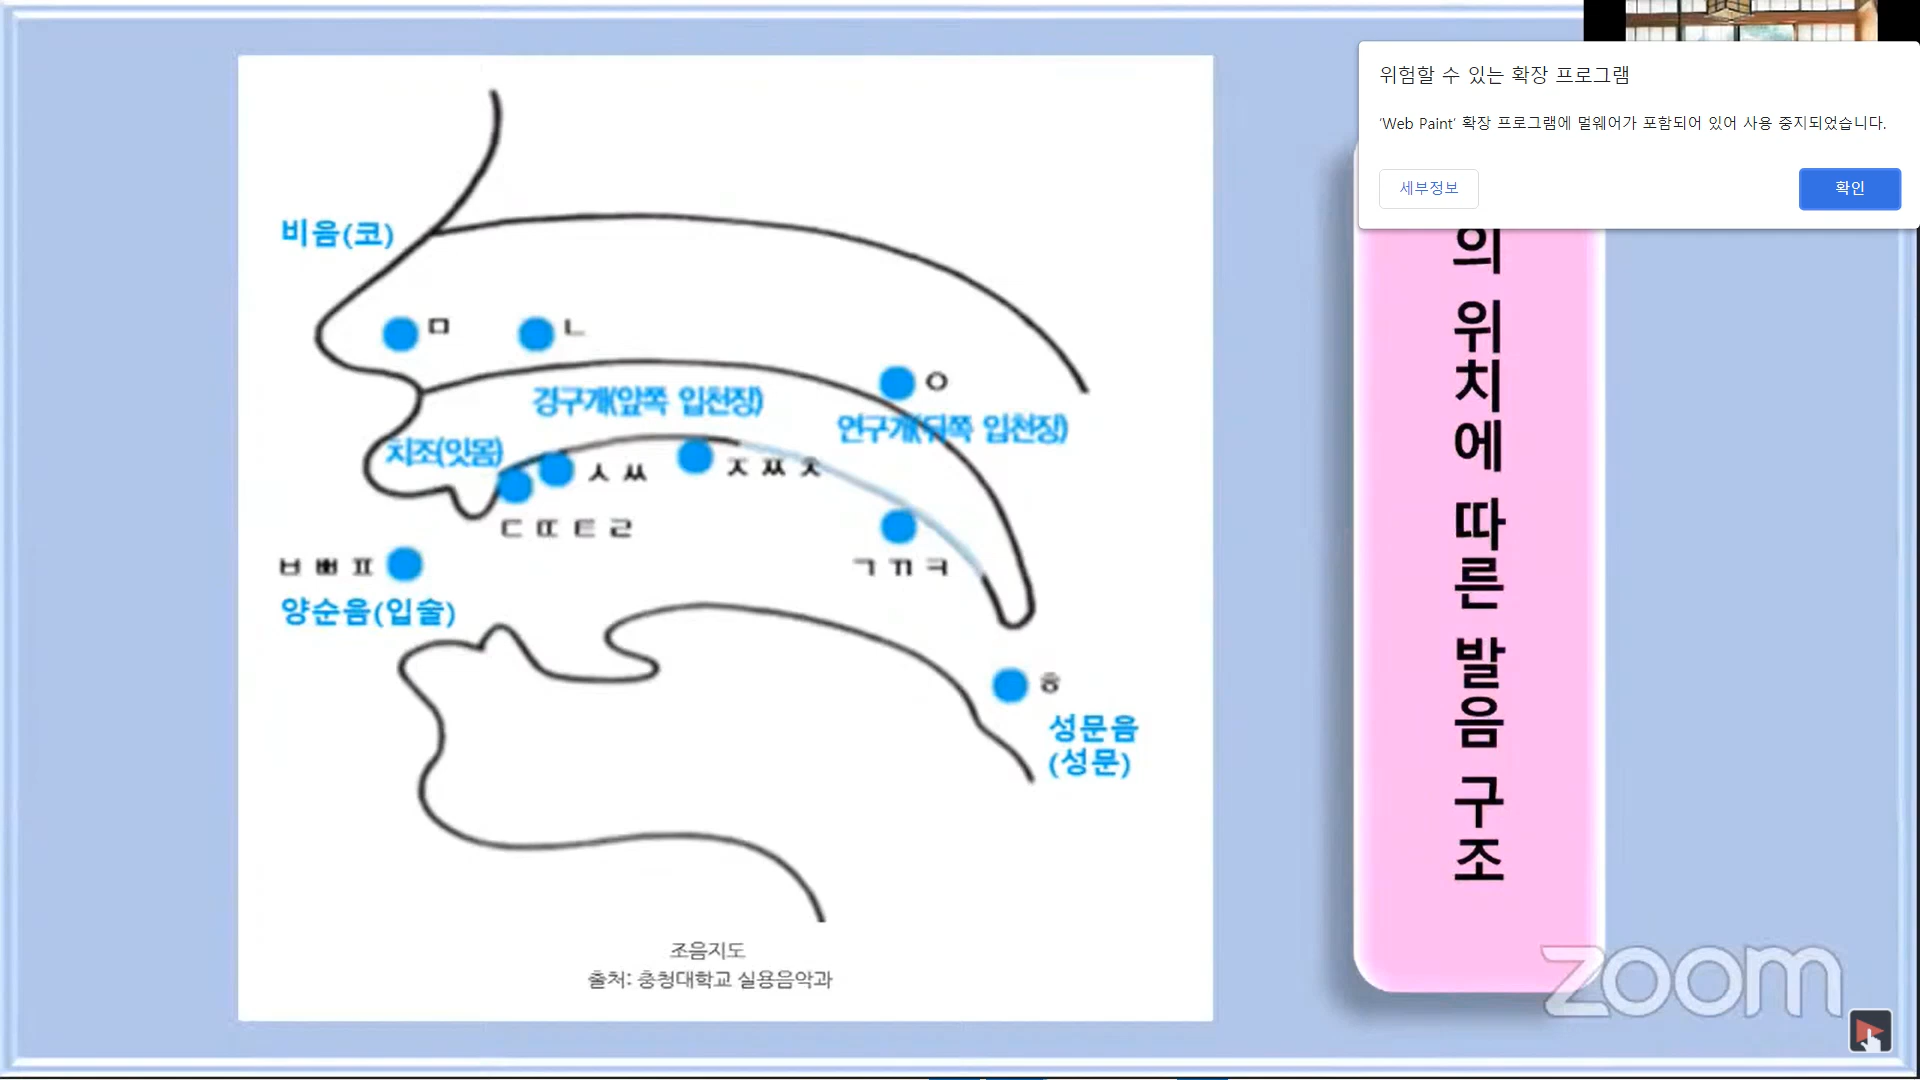 위험할 수 있는 확장 프로그램
'Web Paint' 확장 프로그램에 멀웨어가 포함되어 있어 사용 중지되었습니다.
세부정보
확인
비음(코)
ㅁ
ㄴ
ㅇ
경구개(앞쪽 입천장)
연구개(뒤쪽 입천장)
치조(잇몸)
ㅅ ㅆ
ㅈ ㅉ ㅊ
ㄷ ㄸ ㅌ ㄹ
ㄱ ㄲ ㅋ
ㅂ ㅃ ㅍ
양순음(입술)
ㅎ
성문음
(성문)
조음지도
출처: 충청대학교 실용음악과
의 위치에 따른 발음 구조
zoom